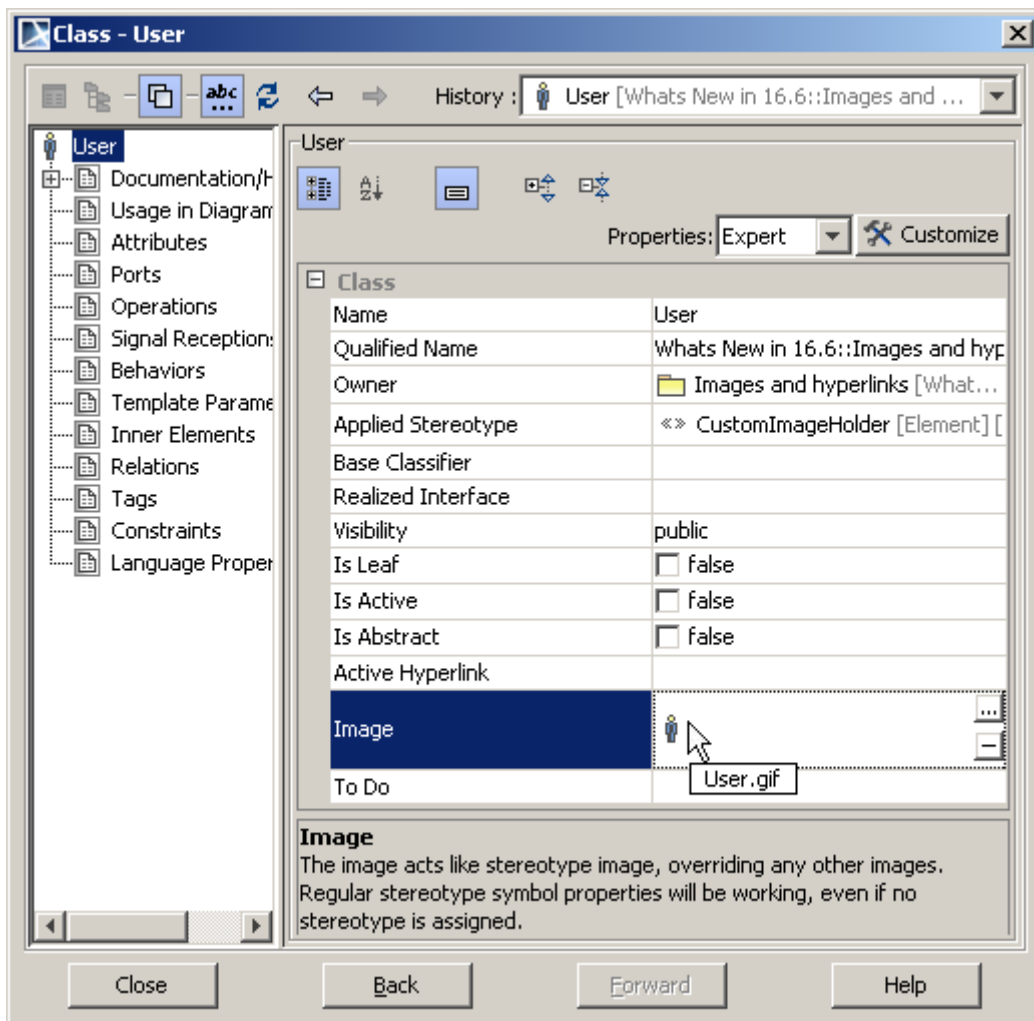 Class - User
abc
History : User [Whats New in 16.6::Images and ...
User
Documentation/H
Usage in Diagram
Attributes
Ports
Operations
Signal Receptions
Behaviors
Template Parame
Inner Elements
Relations
Tags
Constraints
Language Proper
User
A Z
Properties: Expert Customize
Class
Name User
Qualified Name Whats New in 16.6::Images and hyp
Owner Images and hyperlinks [What...
Applied Stereotype «» CustomImageHolder [Element] [
Base Classifier
Realized Interface
Visibility public
Is Leaf false
Is Active false
Is Abstract false
Active Hyperlink
Image ...
User.gif
To Do
Image
The image acts like stereotype image, overriding any other images.
Regular stereotype symbol properties will be working, even if no
stereotype is assigned.
Close Back Forward Help